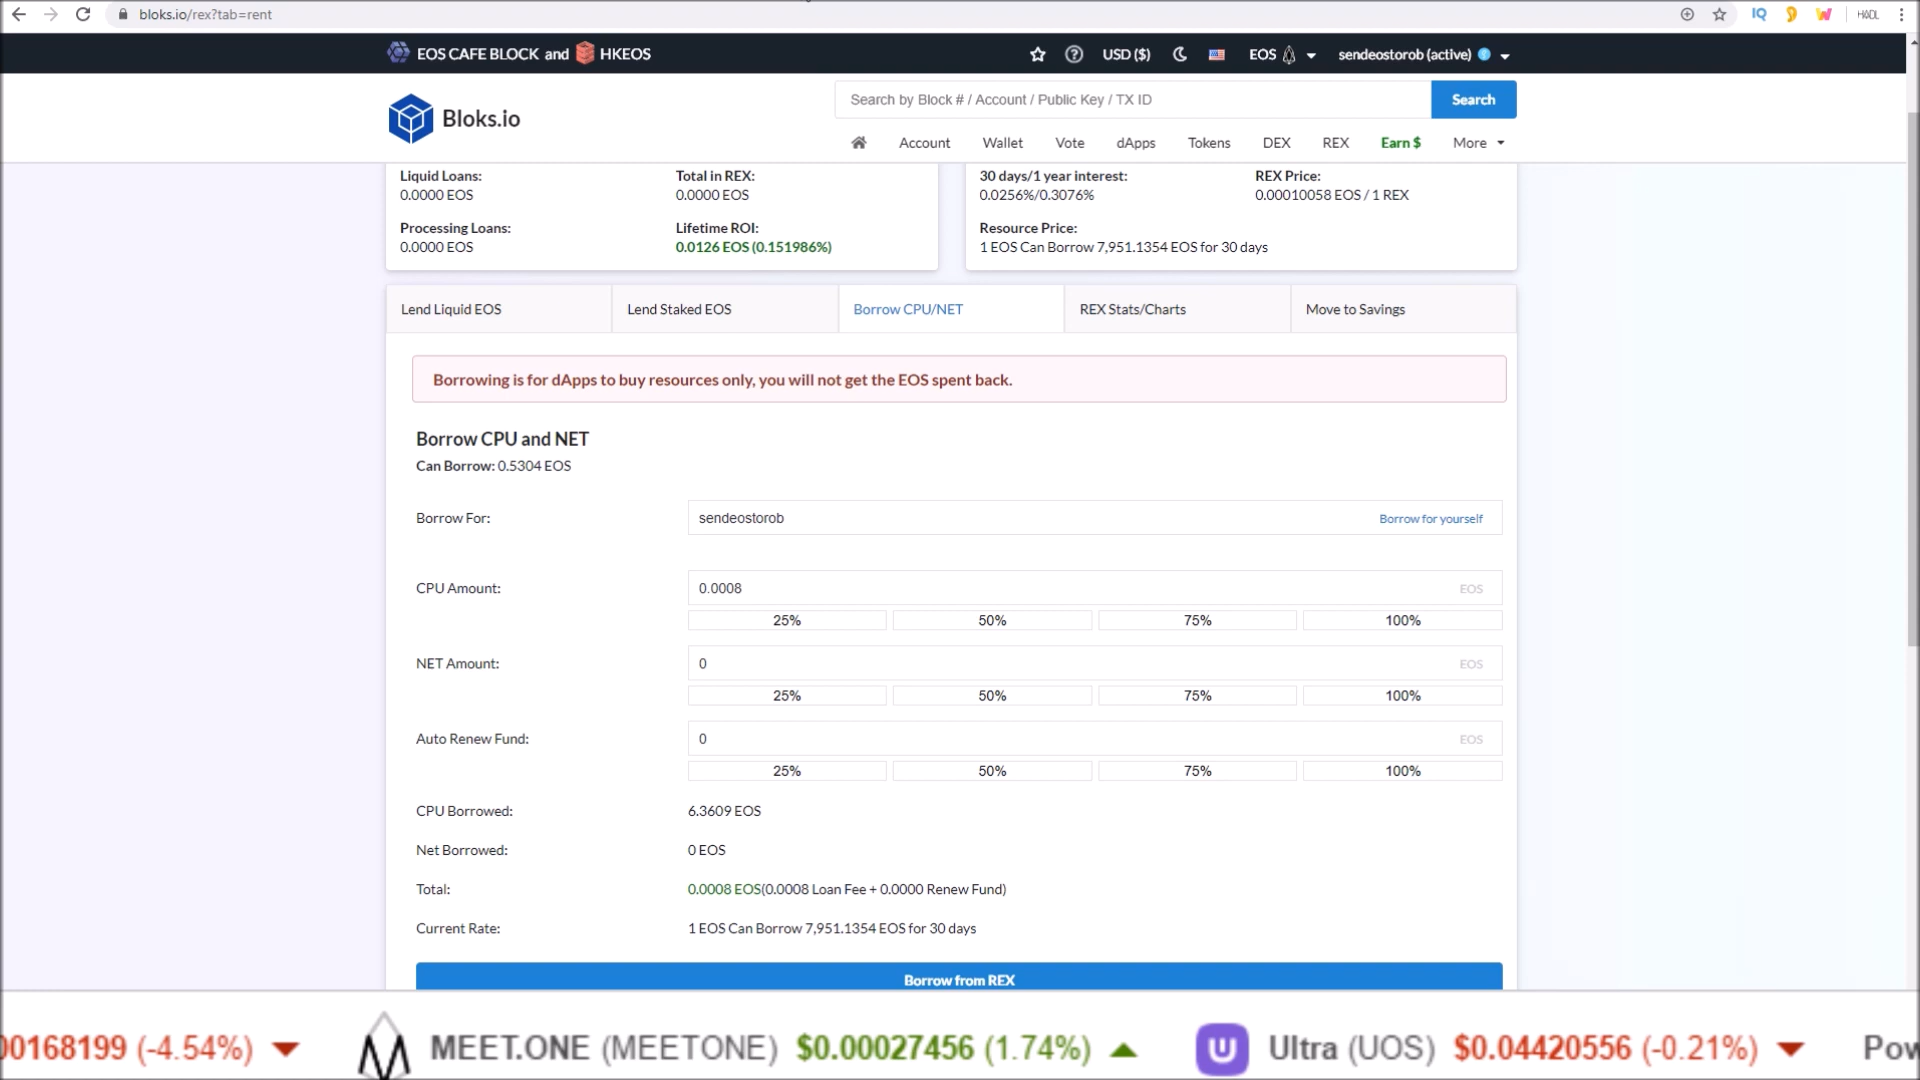 bloks.io/rex?tab=rent
IQ
HADL
EOS CAFE BLOCK and HKEOS
USD ($)
EOS
sendeostorob (active)
Bloks.io
Search by Block # / Account / Public Key / TX ID
Search
Account Wallet Vote dApps Tokens DEX REX Earn $ More
Liquid Loans: Total in REX: 30 days/1 year interest: REX Price:
0.0000 EOS 0.0000 EOS 0.0256%/0.3076% 0.00010058 EOS / 1 REX
Processing Loans: Lifetime ROI: Resource Price:
0.0000 EOS 0.0126 EOS (0.151986%) 1 EOS Can Borrow 7,951.1354 EOS for 30 days
Lend Liquid EOS Lend Staked EOS Borrow CPU/NET REX Stats/Charts Move to Savings
Borrowing is for dApps to buy resources only, you will not get the EOS spent back.
Borrow CPU and NET
Can Borrow: 0.5304 EOS
Borrow For: sendeostorob Borrow for yourself
CPU Amount: 0.0008 EOS
25% 50% 75% 100%
NET Amount: 0 EOS
25% 50% 75% 100%
Auto Renew Fund: 0 EOS
25% 50% 75% 100%
CPU Borrowed: 6.3609 EOS
Net Borrowed: 0 EOS
Total: 0.0008 EOS(0.0008 Loan Fee + 0.0000 Renew Fund)
Current Rate: 1 EOS Can Borrow 7,951.1354 EOS for 30 days
Borrow from REX
00168199 (-4.54%) MEET.ONE (MEETONE) $0.00027456 (1.74%) Ultra (UOS) $0.04420556 (-0.21%) Pow